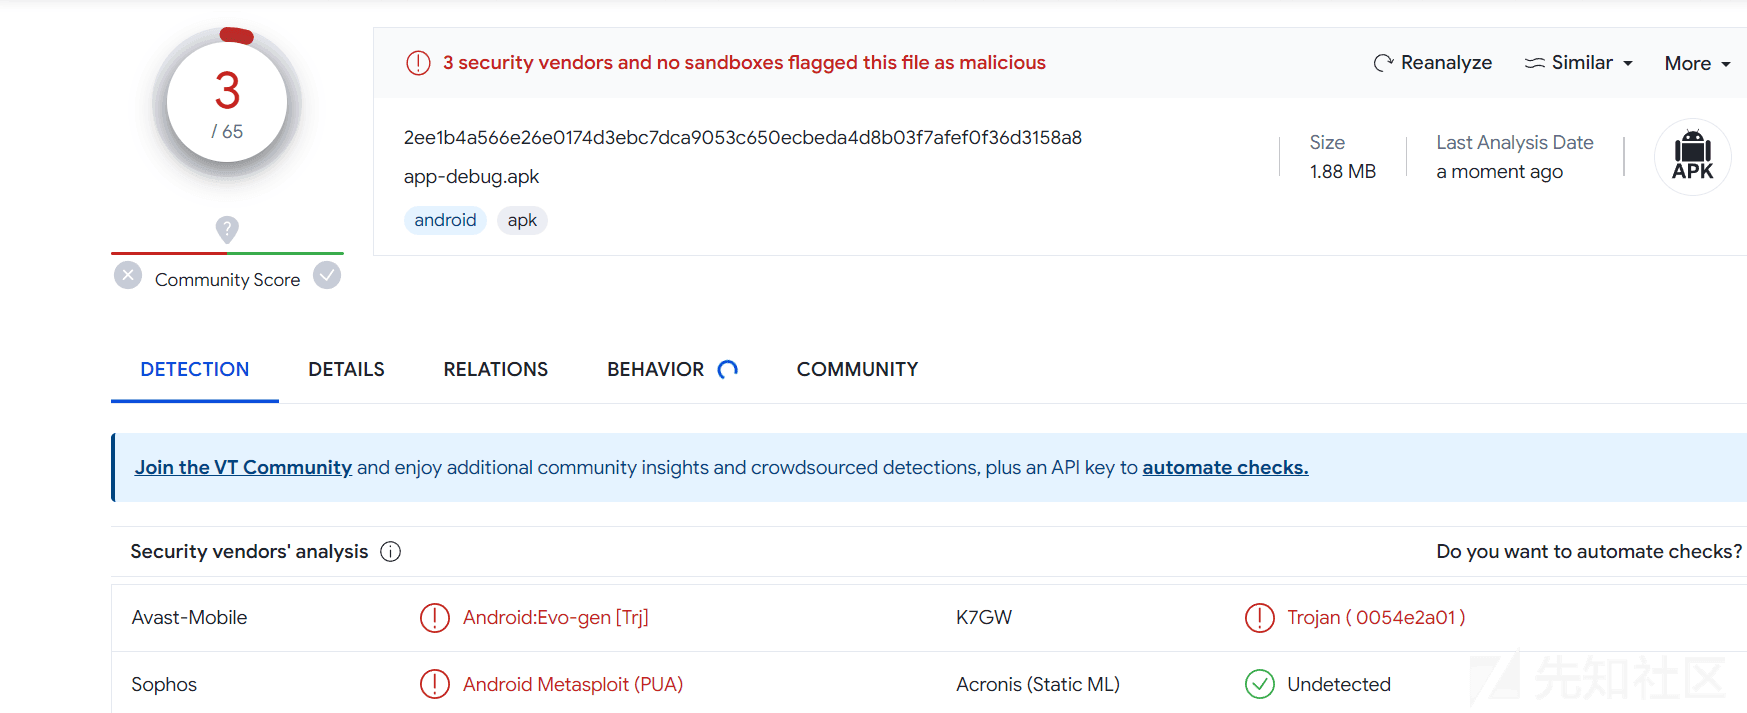 3
/ 65
Community Score
3 security vendors and no sandboxes flagged this file as malicious
Reanalyze
Similar
More
2ee1b4a566e26e0174d3ebc7dca9053c650ecbeda4d8b03f7afef0f36d3158a8
app-debug.apk
android
apk
Size
1.88 MB
Last Analysis Date
a moment ago
APK
DETECTION
DETAILS
RELATIONS
BEHAVIOR
COMMUNITY
Join the VT Community and enjoy additional community insights and crowdsourced detections, plus an API key to automate checks.
Security vendors' analysis
Do you want to automate checks?
Avast-Mobile
Android:Evo-gen [Trj]
K7GW
Trojan ( 0054e2a01 )
Sophos
Android Metasploit (PUA)
Acronis (Static ML)
Undetected
先知社区